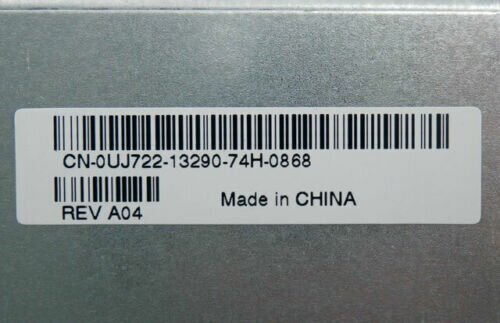 CN-0UJ722-13290-74H-0868
Made in CHINA
REV A04